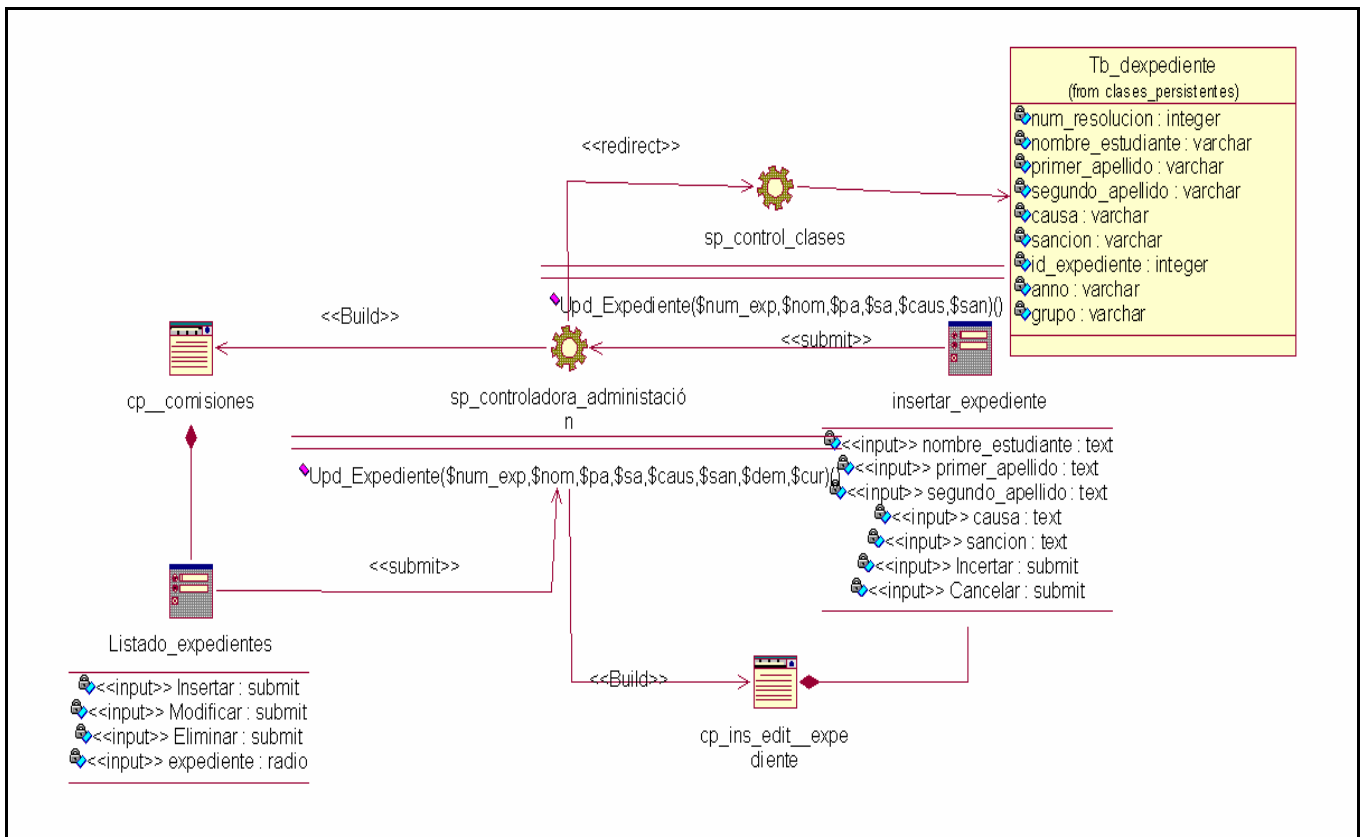 Tb_dexpediente
(from clases_persistentes)
num_resolucion : integer
nombre_estudiante : varchar
primer_apellido : varchar
segundo_apellido : varchar
causa : varchar
sancion : varchar
id_expediente : integer
anno : varchar
grupo : varchar
<<redirect>>
sp_control_clases
Upd_Expediente($num_exp,$nom,$pa,$sa,$caus,$san)()
<<Build>>
<<submit>>
cp__comisiones
sp_controladora_administació
n
insertar_expediente
Upd_Expediente($num_exp,$nom,$pa,$sa,$caus,$san,$dem,$cur)()
<<input>> nombre_estudiante : text
<<input>> primer_apellido : text
<<input>> segundo_apellido : text
<<input>> causa : text
<<input>> sancion : text
<<input>> Incertar : submit
<<input>> Cancelar : submit
<<submit>>
Listado_expedientes
<<input>> Insertar : submit
<<input>> Modificar : submit
<<input>> Eliminar : submit
<<input>> expediente : radio
<<Build>>
cp_ins_edit__expe
diente